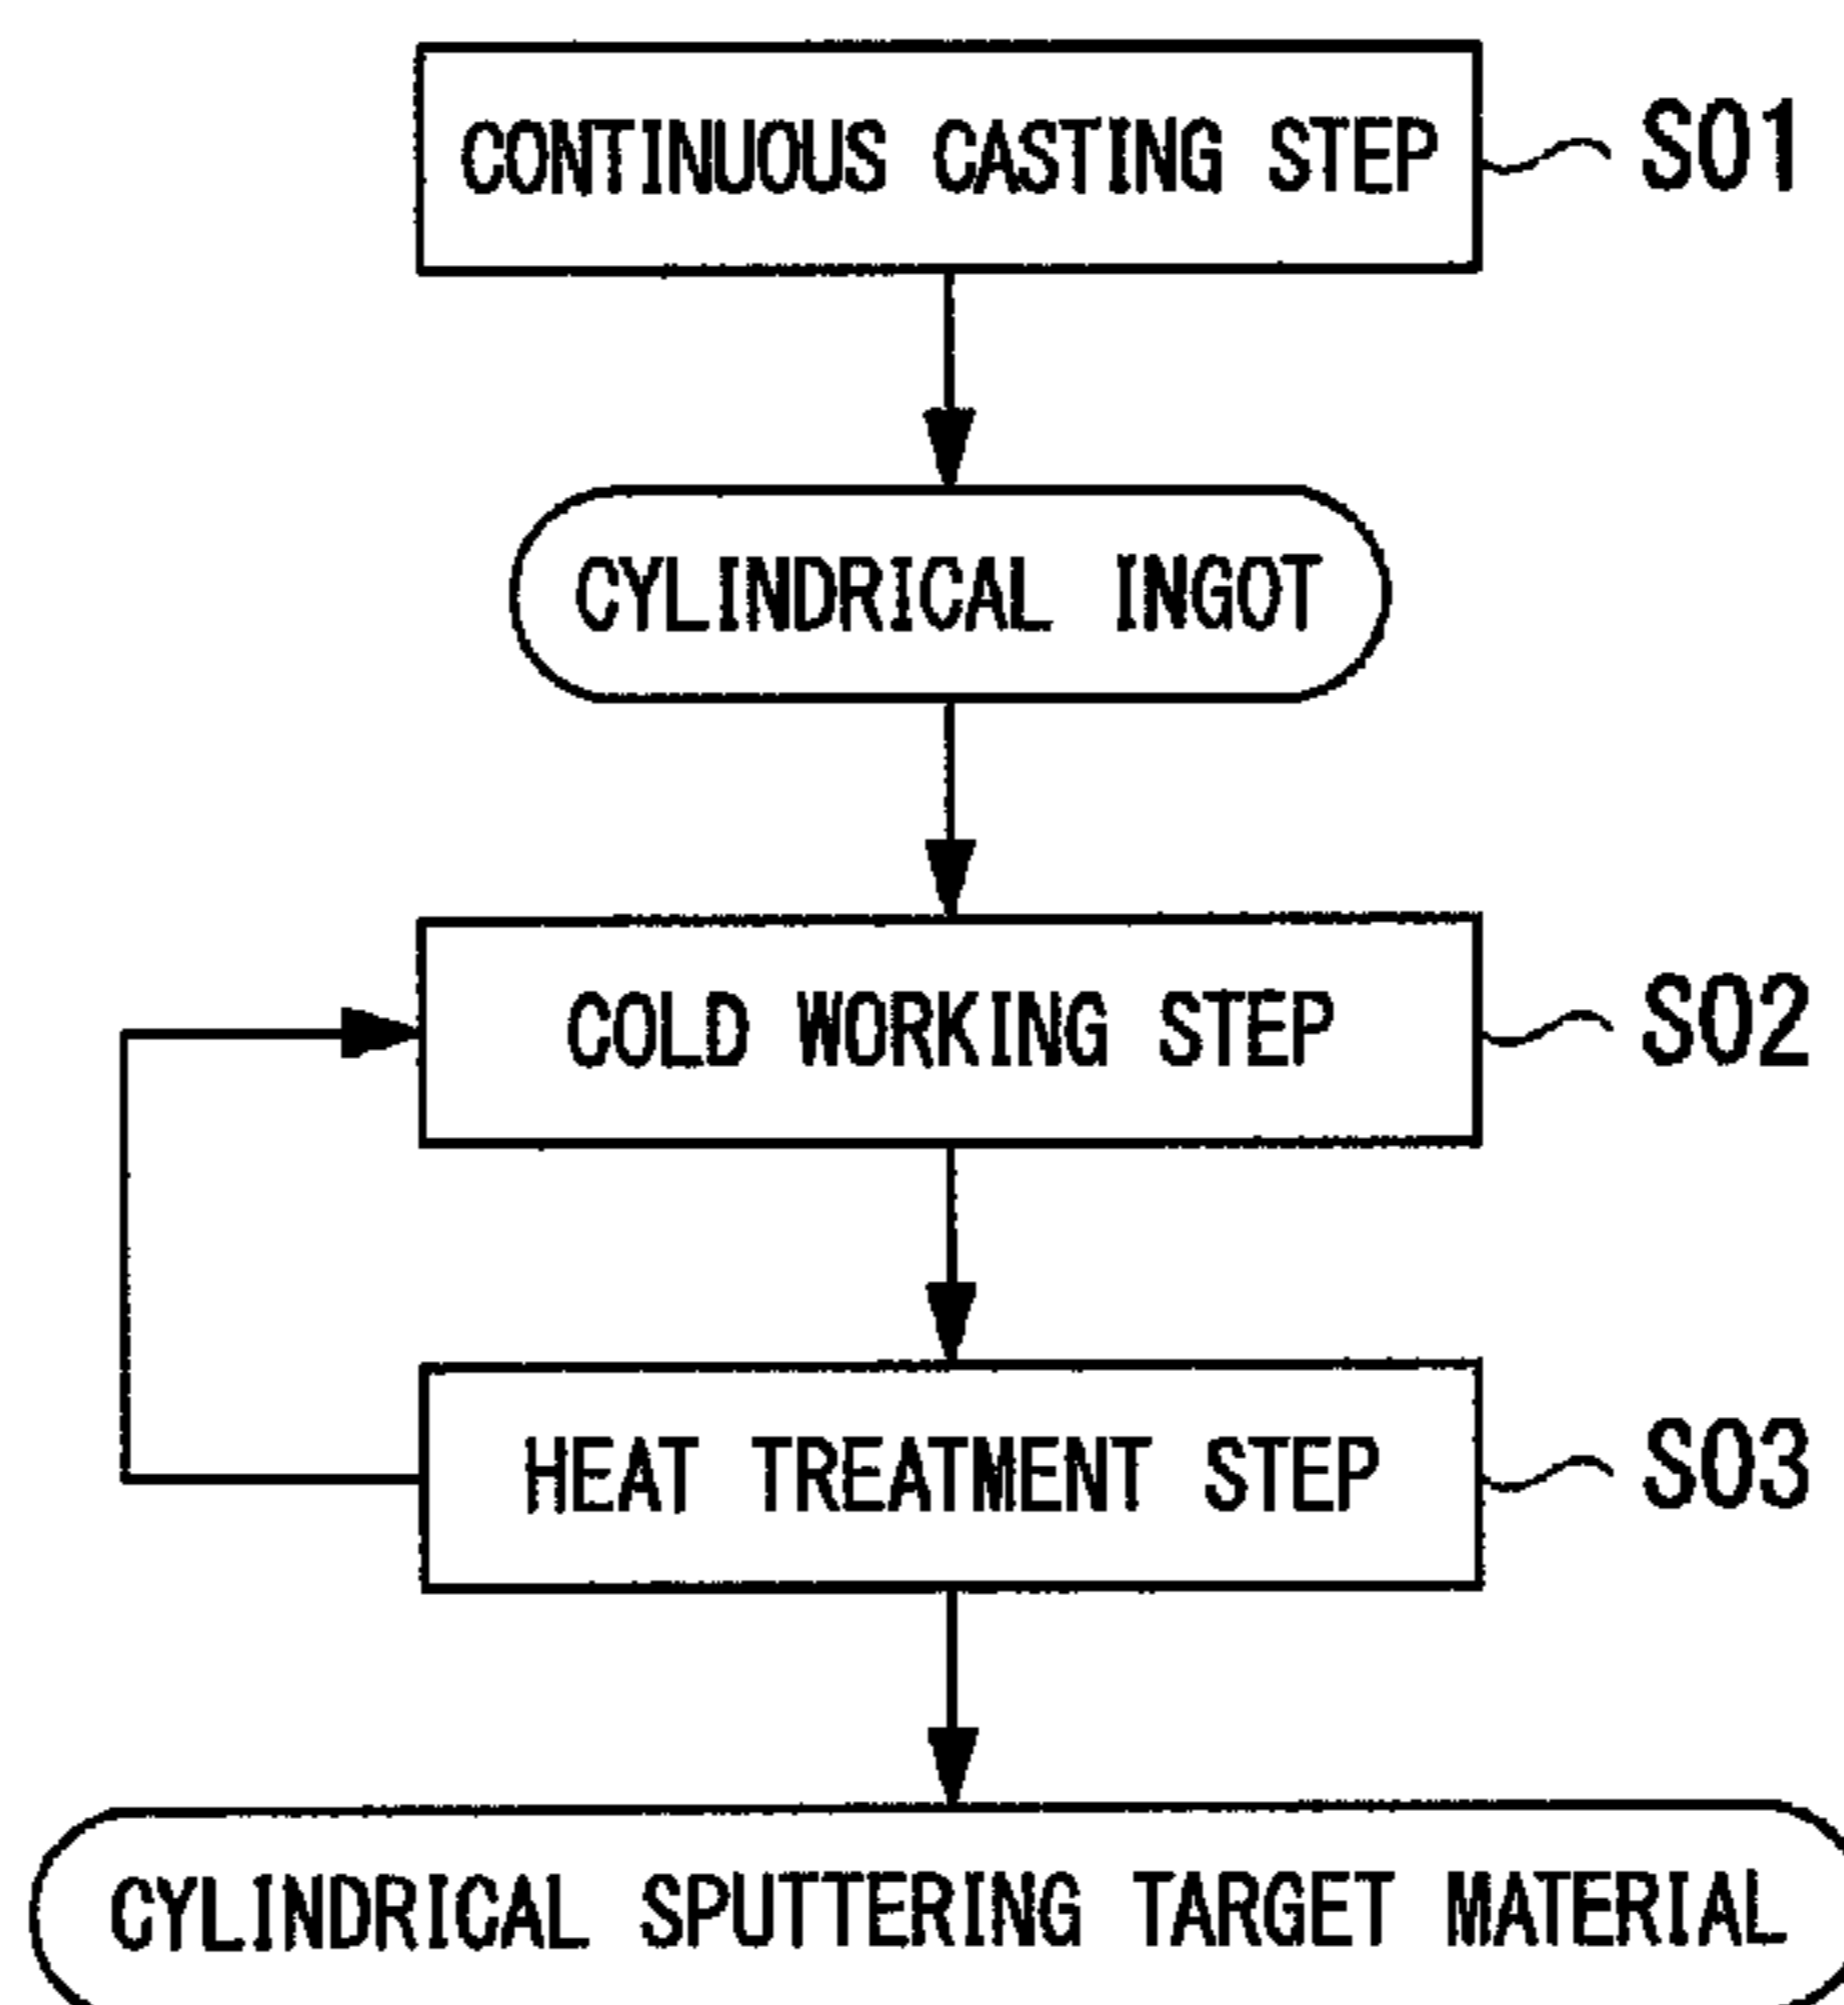 CONTINUOUS CASTING STEP S01
CYLINDRICAL INGOT
COLD WORKING STEP S02
HEAT TREATMENT STEP S03
CYLINDRICAL SPUTTERING TARGET MATERIAL